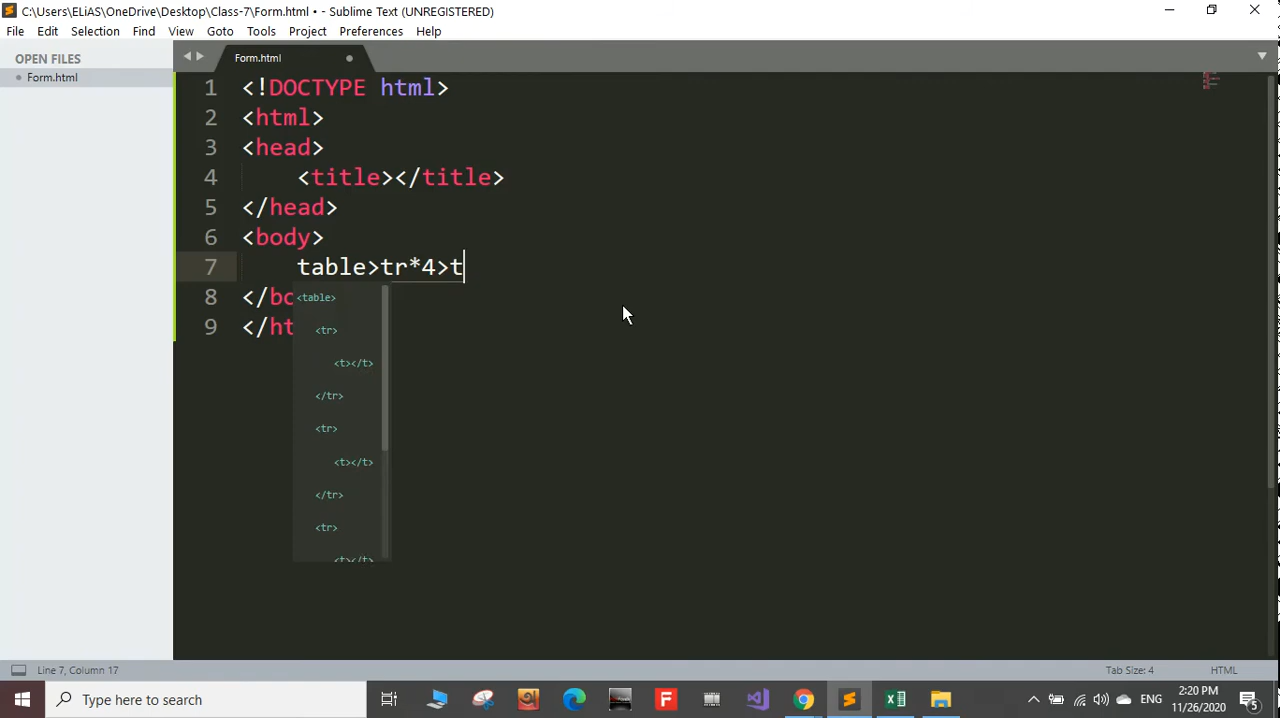 C:\Users\ELiAS\OneDrive\Desktop\Class-7\Form.html • - Sublime Text (UNREGISTERED)
File Edit Selection Find View Goto Tools Project Preferences Help
OPEN FILES
Form.html
Form.html
1 <!DOCTYPE html>
2 <html>
3 <head>
4 <title></title>
5 </head>
6 <body>
7 table>tr*4>t
8 </bo
9 </ht
<table>
<tr>
<t></t>
</tr>
<tr>
<t></t>
</tr>
<tr>
<t></t>
Line 7, Column 17
Tab Size: 4
HTML
Type here to search
ENG
2:20 PM
11/26/2020
5